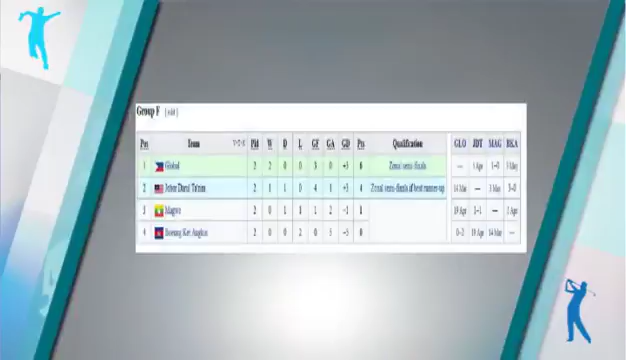 Group F [edit]
Pos Team V·T·E Pld W D L GF GA GD Pts Qualification GLO JDT MAG BKA
1 Global 2 2 0 0 3 0 +3 6 Zonal semi-finals — 1–0
2 Johor Darul Ta'zim 2 1 1 0 4 1 +3 4 Zonal semi-finals if best runner-up — 3–0
3 Magwe 2 0 1 1 1 2 −1 1 1–1 —
4 Boeung Ket Angkor 2 0 0 2 0 5 −5 0 0–2 —